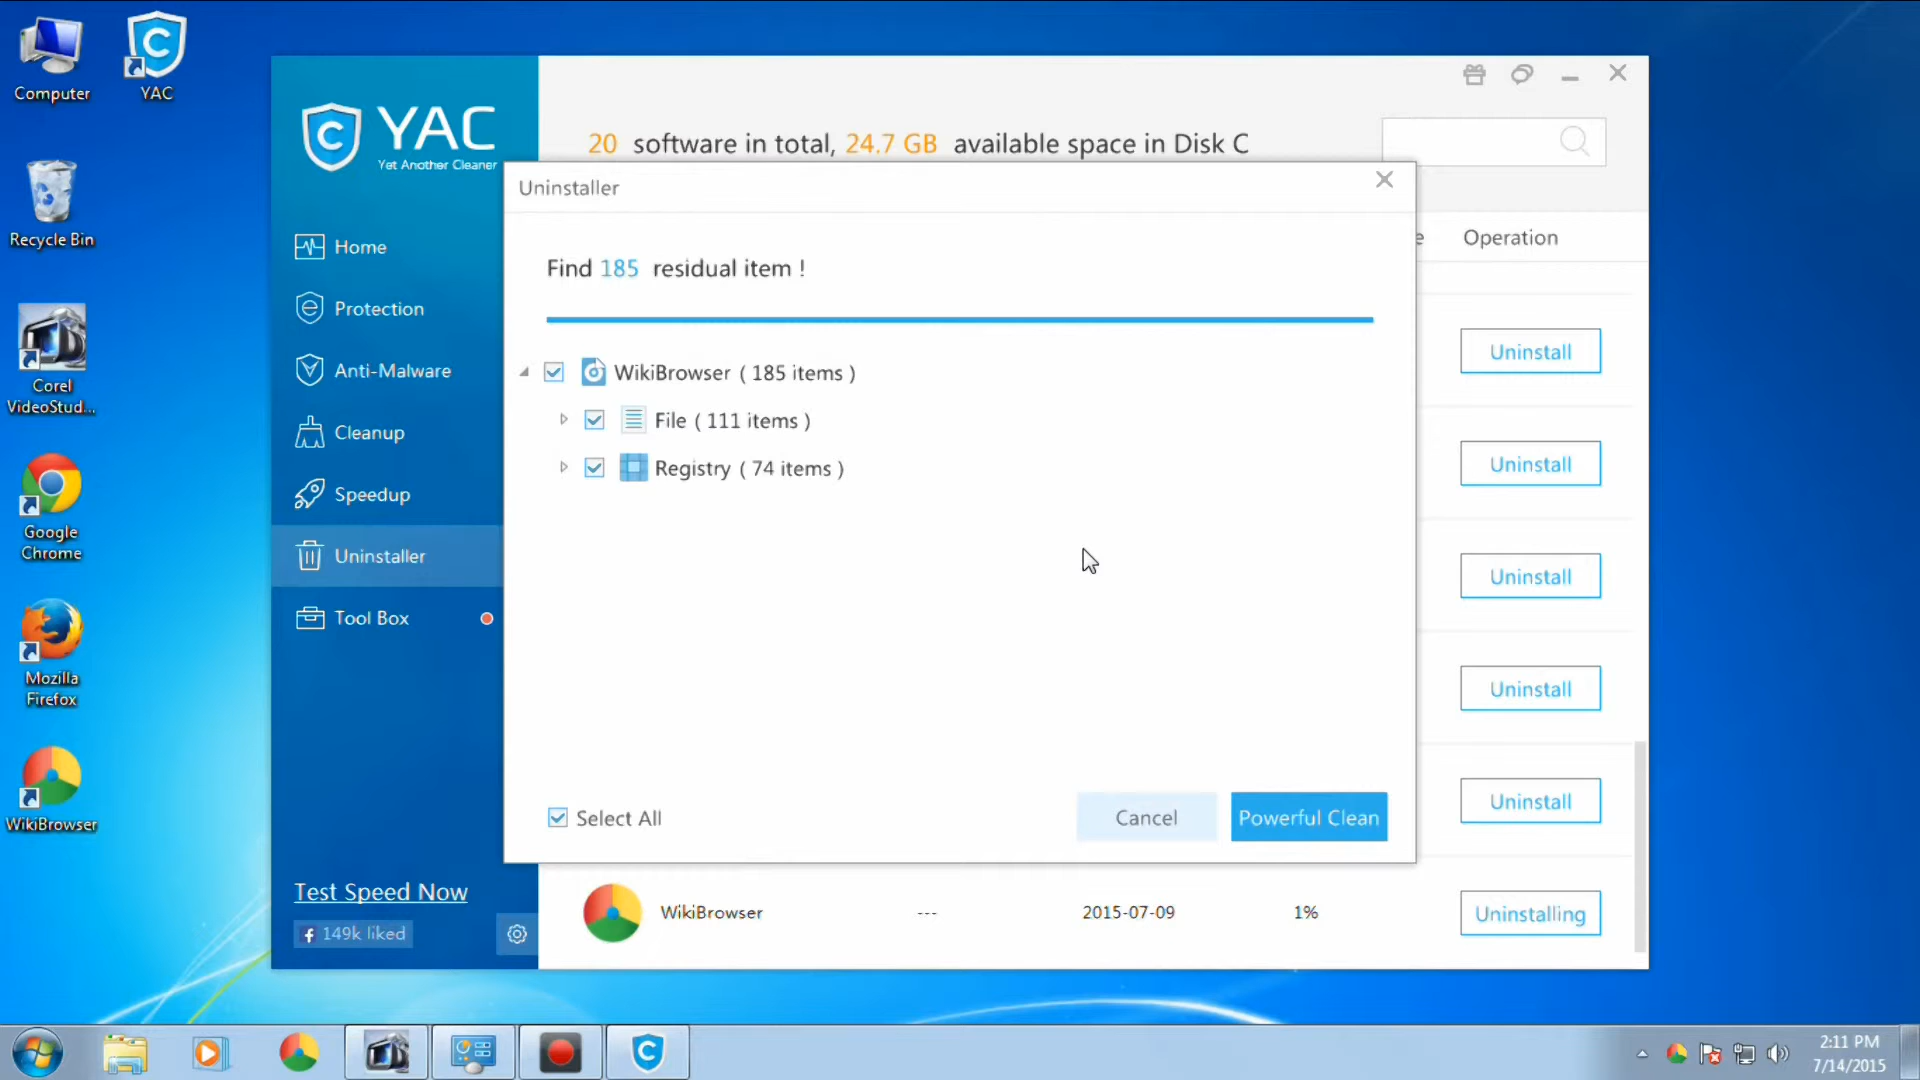 Computer
YAC
Recycle Bin
Corel
VideoStud...
Google
Chrome
Mozilla
Firefox
WikiBrowser
YAC
Yet Another Cleaner
Home
Protection
Anti-Malware
Cleanup
Speedup
Uninstaller
Tool Box
Test Speed Now
149k liked
20 software in total, 24.7 GB available space in Disk C
e Operation
Uninstaller
Find 185 residual item !
WikiBrowser ( 185 items )
File ( 111 items )
Registry ( 74 items )
Select All
Cancel
Powerful Clean
Uninstall
Uninstall
Uninstall
Uninstall
Uninstall
WikiBrowser --- 2015-07-09 1% Uninstalling
2:11 PM
7/14/2015